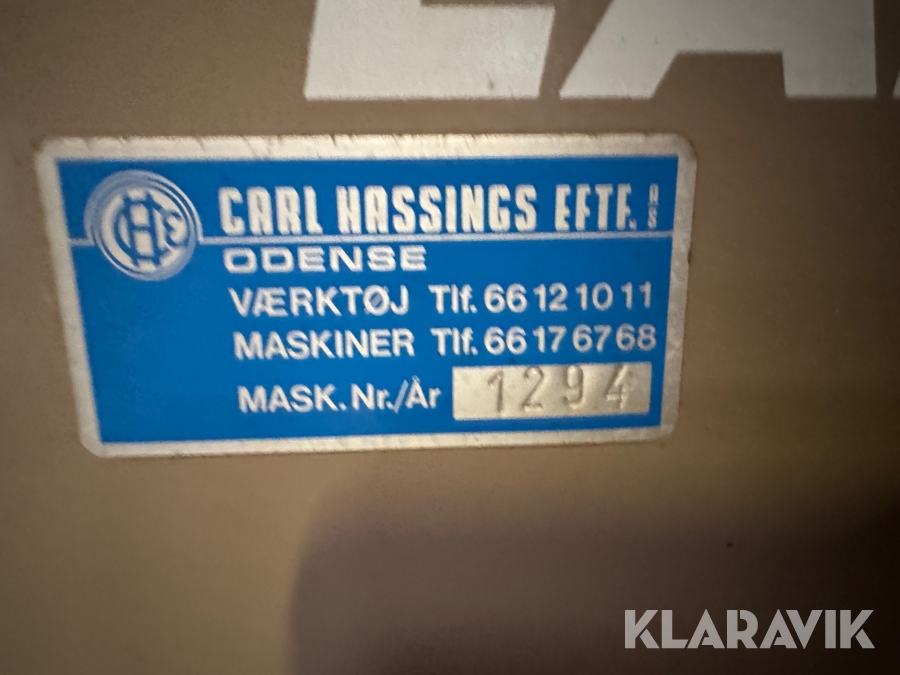 CARL HASSINGS EFTF. A/S
ODENSE
VÆRKTØJ Tlf. 66 12 10 11
MASKINER Tlf. 66 17 67 68
MASK. Nr./År 1294
KLARAVIK